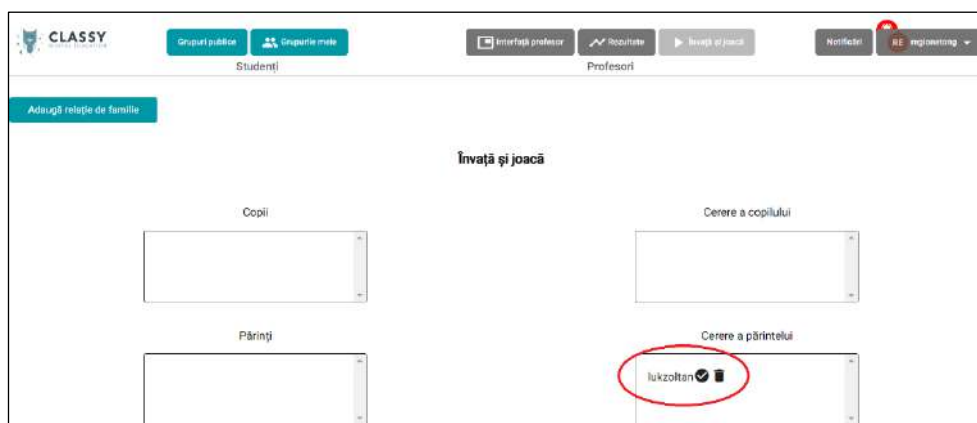 CLASSY
Grupuri publice
Grupurile mele
Studenți
Interfață profesor
Rezultate
Învață și joacă
Profesori
Notificări
RE regionetong
Adaugă relație de familie
Învață și joacă
Copii
Cerere a copilului
Părinți
Cerere a părintelui
lukzoltan